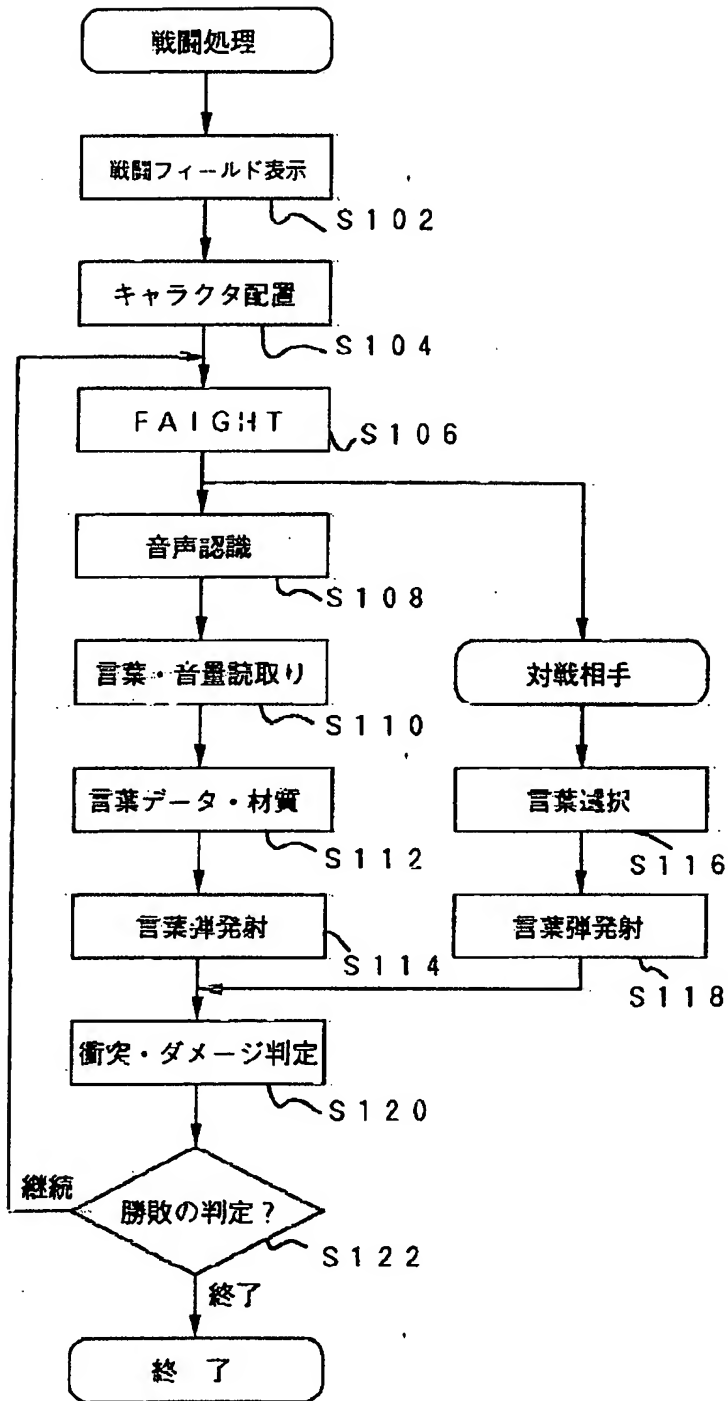 戦闘処理
戦闘フィールド表示
S102
キャラクタ配置
S104
FAIGHT
S106
音声認識
S108
言葉・音量読取り
S110
対戦相手
言葉データ・材質
S112
言葉選択
S116
言葉弾発射
S114
言葉弾発射
S118
衝突・ダメージ判定
S120
継続
勝敗の判定?
S122
終了
終了